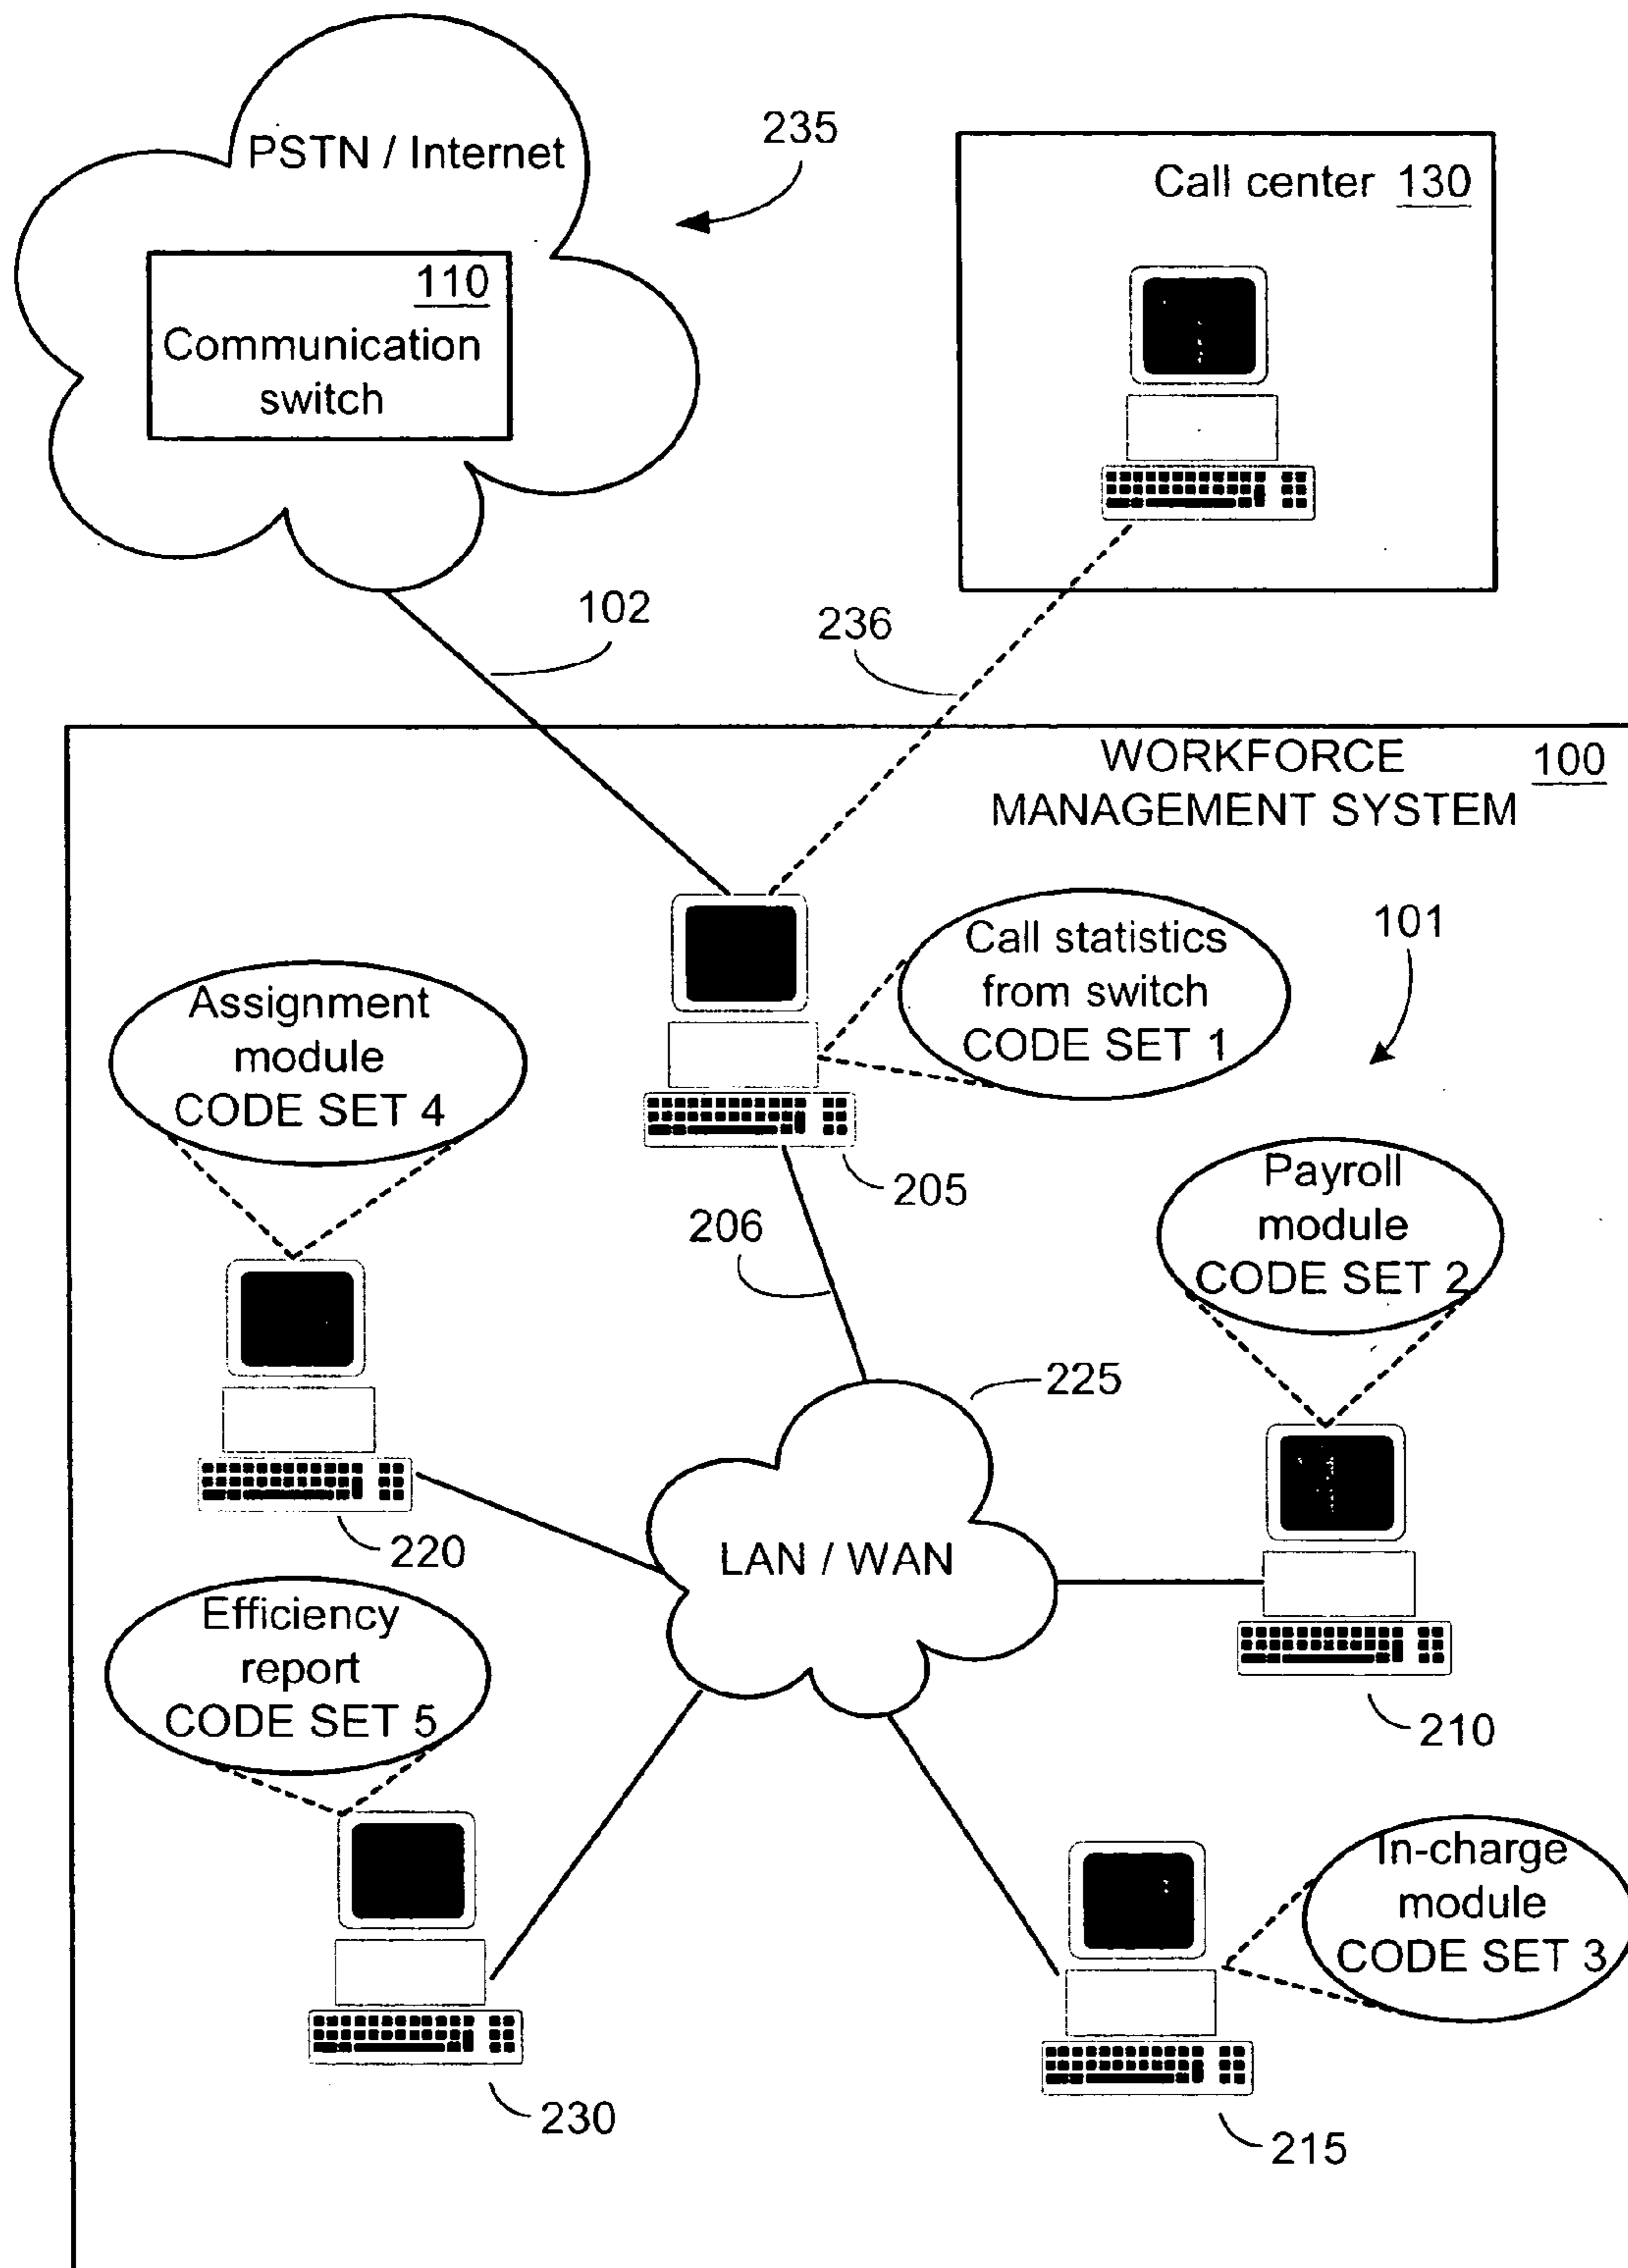 PSTN / Internet
235
110
Communication
switch
Call center 130
102
236
WORKFORCE 100
MANAGEMENT SYSTEM
Call statistics
from switch
CODE SET 1
101
Assignment
module
CODE SET 4
205
206
Payroll
module
CODE SET 2
225
220
LAN / WAN
Efficiency
report
CODE SET 5
210
In-charge
module
CODE SET 3
230
215